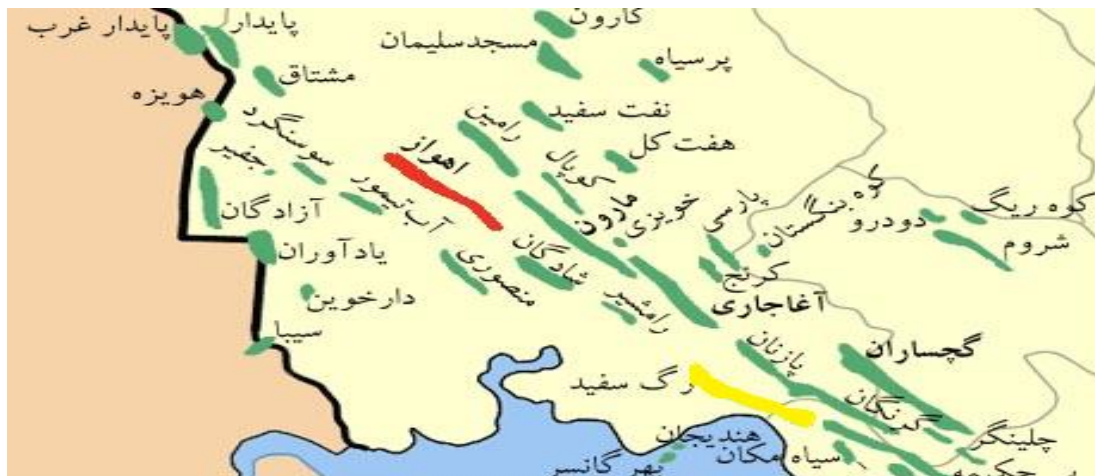 کارون
پایدار
پایدار غرب
مسجدسلیمان
پرسیاه
مشتاق
هویزه
نفت سفید
رامین
سوسنگرد
اهواز
هفت کل
جفیر
کوپال
آب تیمور
مارون
خویزی
پارسی
کوه بنگستان
کوه ریگ
دودرو
شروم
آزادگان
یادآوران
شادگان
منصوری
کرنج
دارخوین
رامشیر
آغاجاری
سیبا
پازنان
گچساران
رگ سفید
گرنگان
چلینگر
هندیجان
سیاه مکان
بهرگانسر